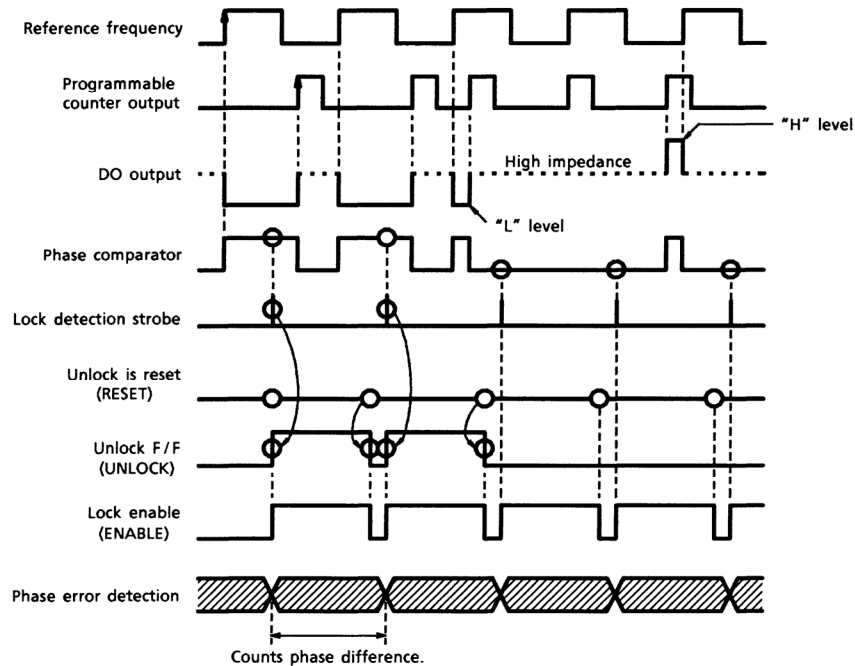 Reference frequency
Programmable
counter output
"H" level
High impedance
DO output
"L" level
Phase comparator
Lock detection strobe
Unlock is reset
(RESET)
Unlock F/F
(UNLOCK)
Lock enable
(ENABLE)
Phase error detection
Counts phase difference.